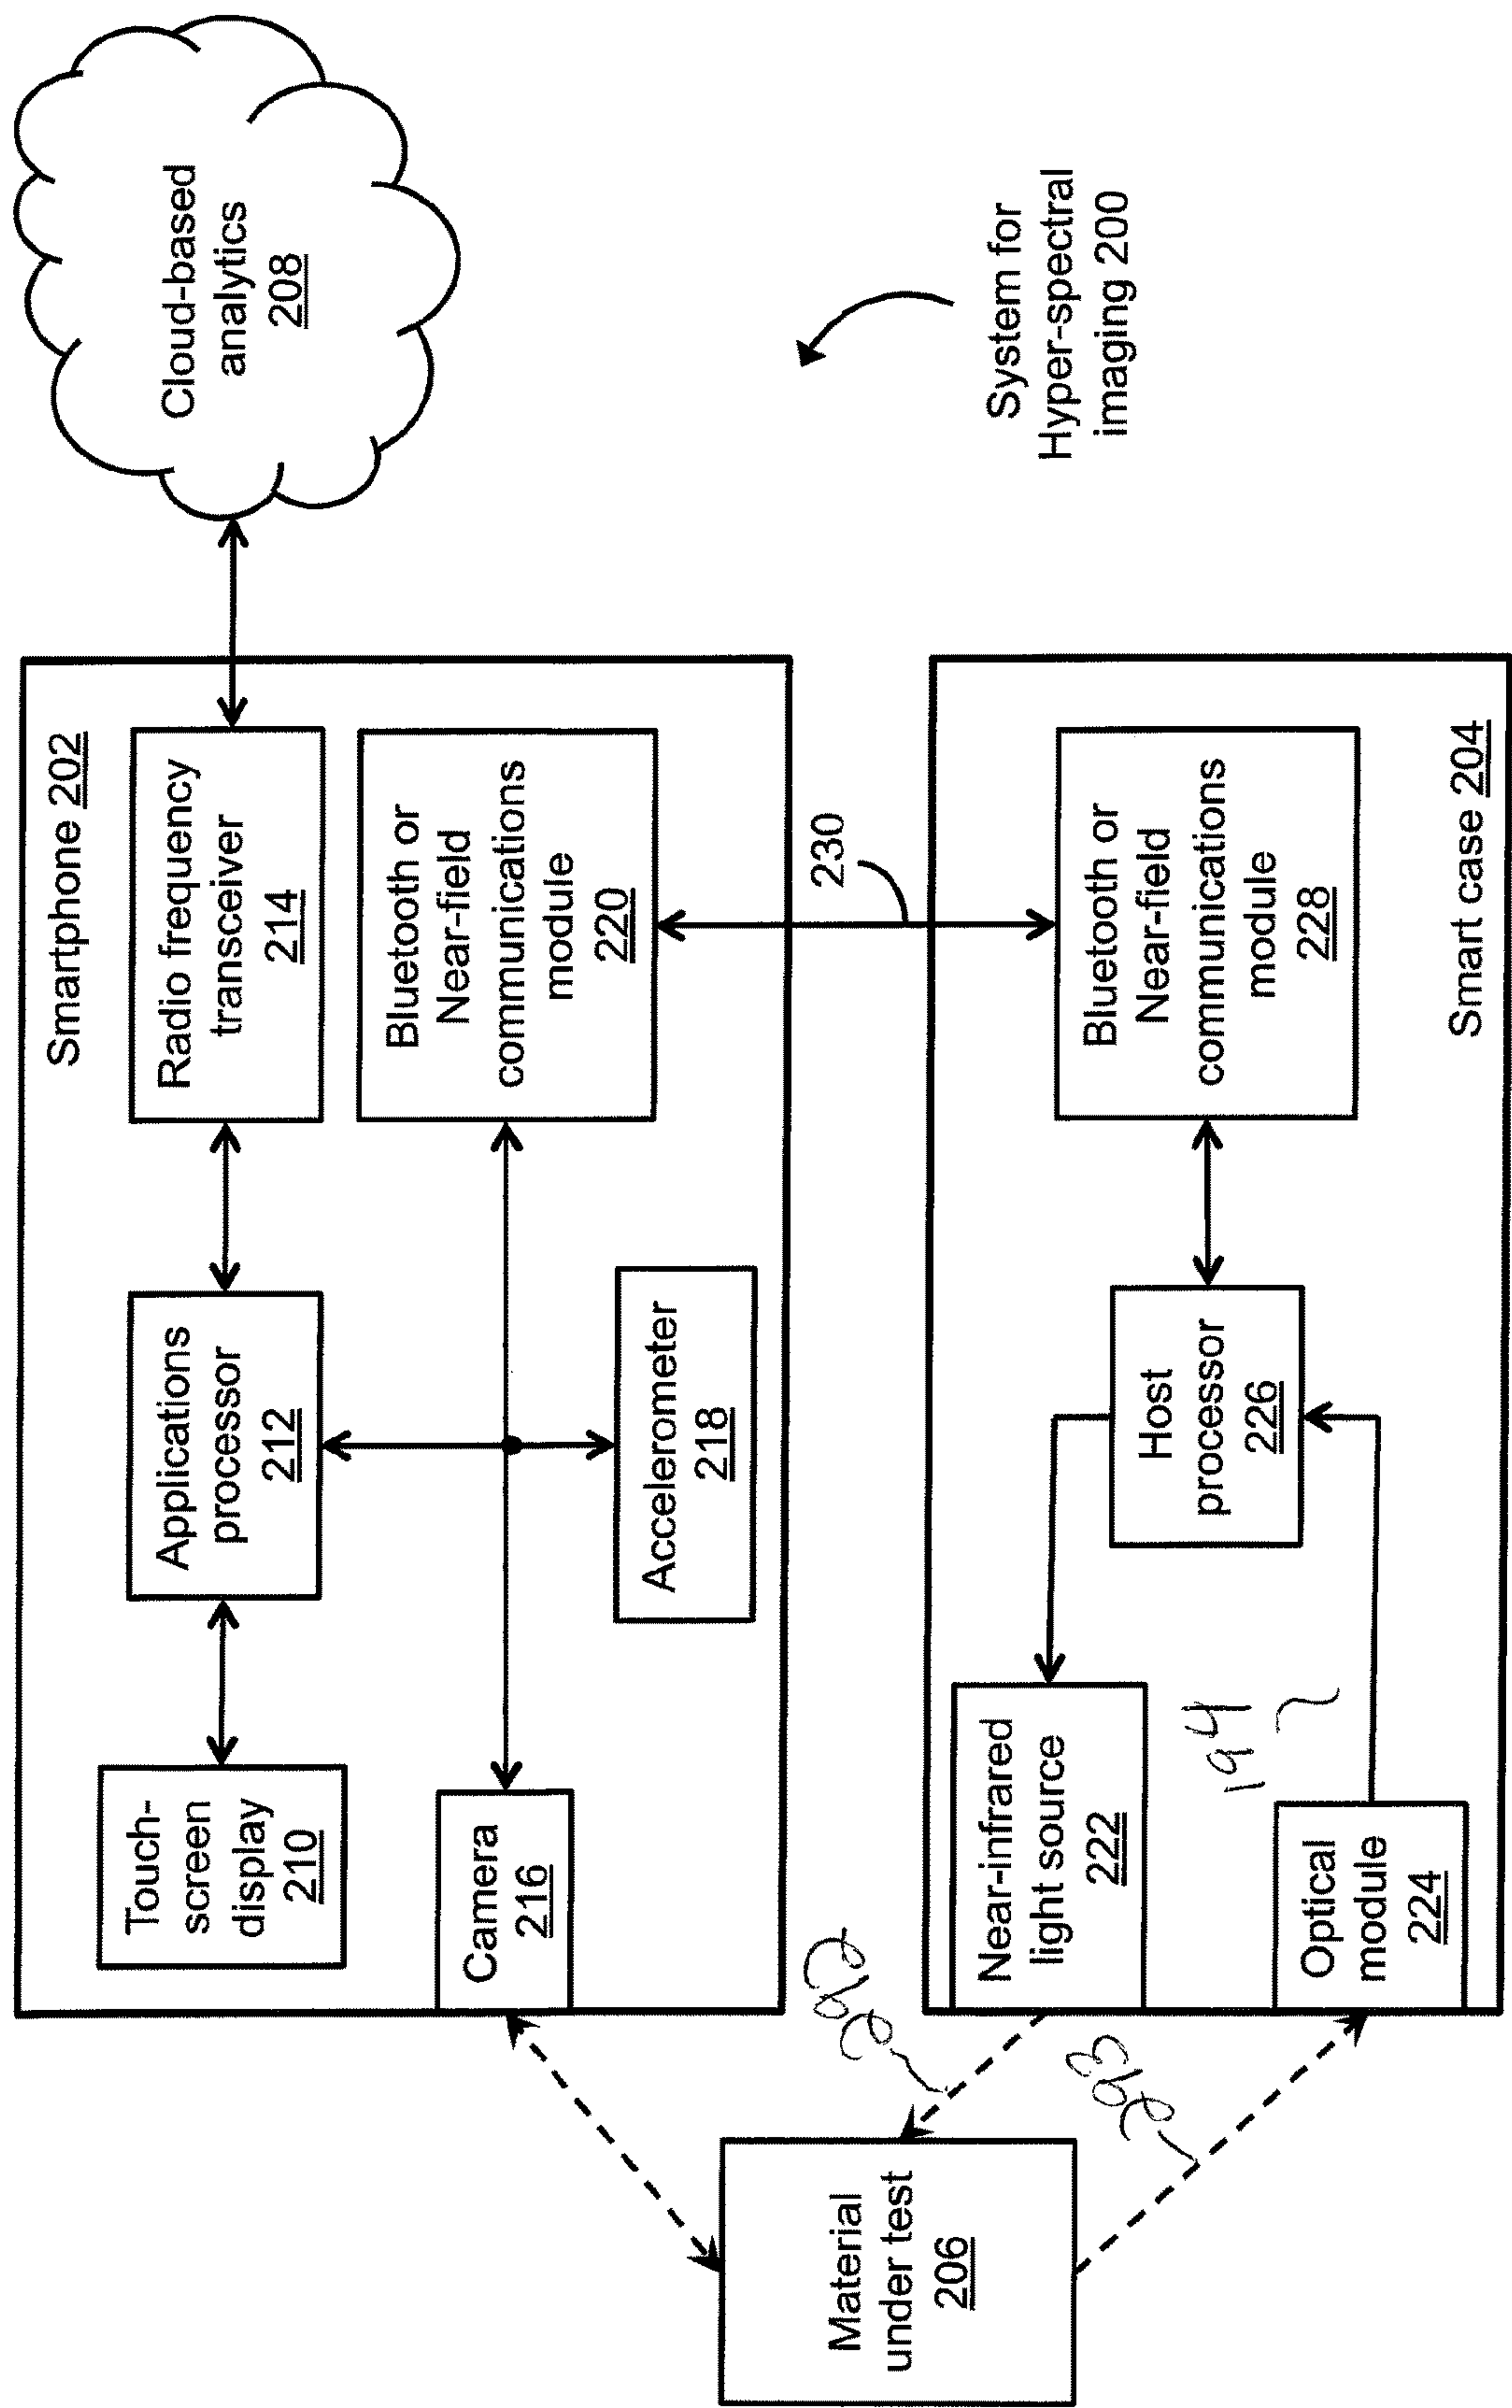 Smartphone 202
Touch-
screen
display
210
Applications
processor
212
Radio frequency
transceiver
214
Cloud-based
analytics
208
Camera
216
Accelerometer
218
Bluetooth or
Near-field
communications
module
220
Material
under test
206
230
System for
Hyper-spectral
imaging 200
Near-infrared
light source
222
194
Optical
module
224
Host
processor
226
Bluetooth or
Near-field
communications
module
228
Smart case 204